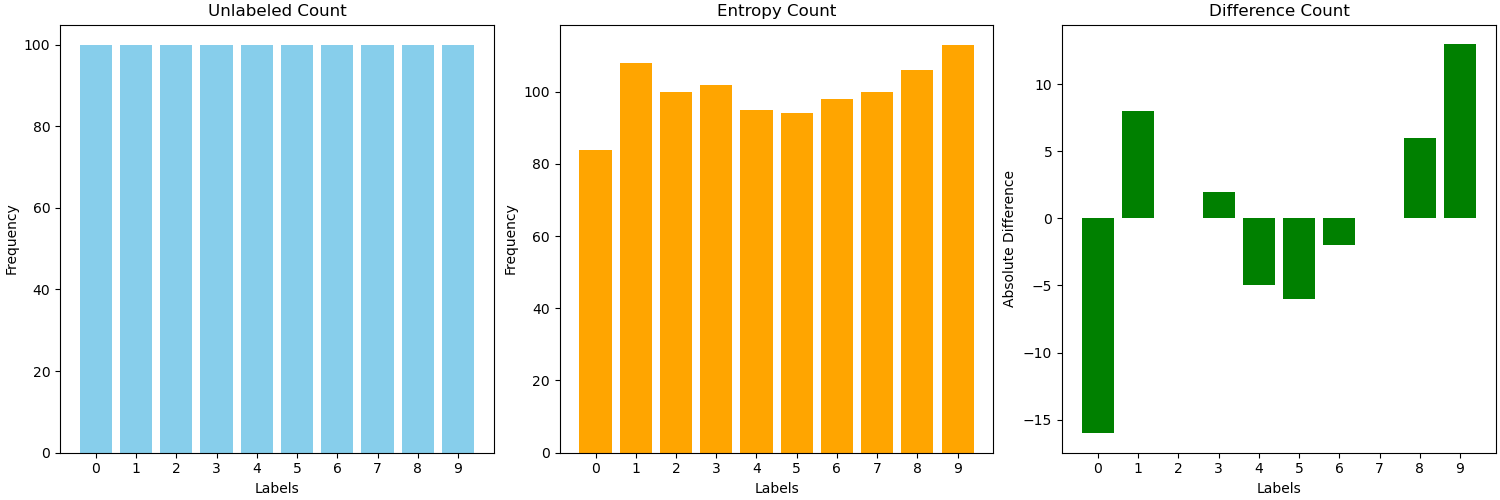 Unlabeled Count
Frequency
100
80
60
40
20
0
0 1 2 3 4 5 6 7 8 9
Labels
Entropy Count
Frequency
100
80
60
40
20
0
0 1 2 3 4 5 6 7 8 9
Labels
Difference Count
Absolute Difference
10
5
0
−5
−10
−15
0 1 2 3 4 5 6 7 8 9
Labels